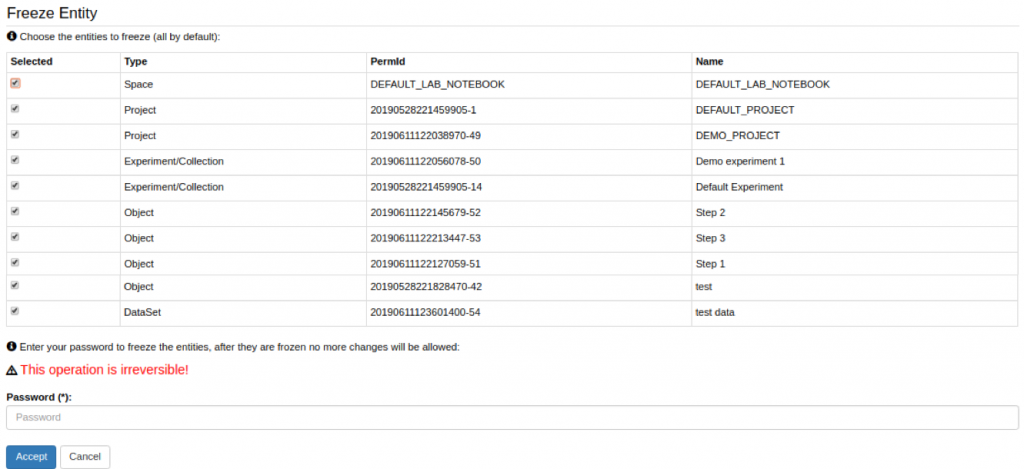 Freeze Entity
Choose the entities to freeze (all by default):
Selected Type PermId Name
Space DEFAULT_LAB_NOTEBOOK DEFAULT_LAB_NOTEBOOK
Project 20190528221459905-1 DEFAULT_PROJECT
Project 20190611122038970-49 DEMO_PROJECT
Experiment/Collection 20190611122056078-50 Demo experiment 1
Experiment/Collection 20190528221459905-14 Default Experiment
Object 20190611122145679-52 Step 2
Object 20190611122213447-53 Step 3
Object 20190611122127059-51 Step 1
Object 20190528221828470-42 test
DataSet 20190611123601400-54 test data
Enter your password to freeze the entities, after they are frozen no more changes will be allowed:
This operation is irreversible!
Password (*):
Password
Accept Cancel